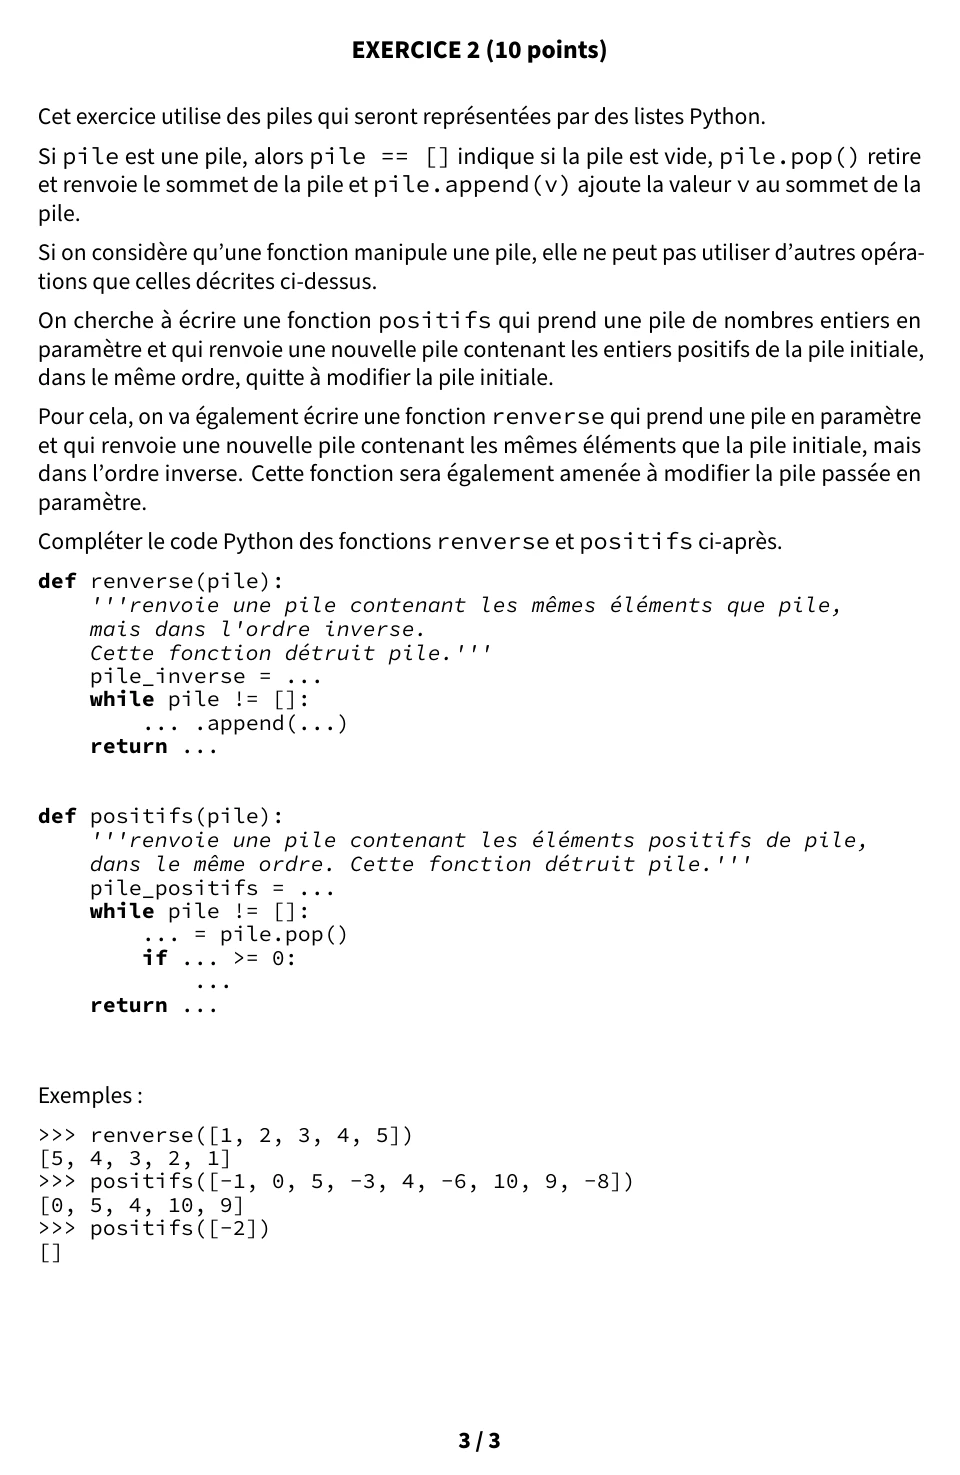 EXERCICE 2 (10 points)
Cet exercice utilise des piles qui seront représentées par des listes Python.
Si pile est une pile, alors pile == [] indique si la pile est vide, pile.pop() retire
et renvoie le sommet de la pile et pile.append(v) ajoute la valeur v au sommet de la
pile.
Si on considère qu’une fonction manipule une pile, elle ne peut pas utiliser d’autres opéra-
tions que celles décrites ci-dessus.
On cherche à écrire une fonction positifs qui prend une pile de nombres entiers en
paramètre et qui renvoie une nouvelle pile contenant les entiers positifs de la pile initiale,
dans le même ordre, quitte à modifier la pile initiale.
Pour cela, on va également écrire une fonction renverse qui prend une pile en paramètre
et qui renvoie une nouvelle pile contenant les mêmes éléments que la pile initiale, mais
dans l’ordre inverse. Cette fonction sera également amenée à modifier la pile passée en
paramètre.
Compléter le code Python des fonctions renverse et positifs ci-après.
def renverse(pile):
    '''renvoie une pile contenant les mêmes éléments que pile,
    mais dans l'ordre inverse.
    Cette fonction détruit pile.'''
    pile_inverse = ...
    while pile != []:
        ... .append(...)
    return ...
def positifs(pile):
    '''renvoie une pile contenant les éléments positifs de pile,
    dans le même ordre. Cette fonction détruit pile.'''
    pile_positifs = ...
    while pile != []:
        ... = pile.pop()
        if ... >= 0:
            ...
    return ...
Exemples :
>>> renverse([1, 2, 3, 4, 5])
[5, 4, 3, 2, 1]
>>> positifs([-1, 0, 5, -3, 4, -6, 10, 9, -8])
[0, 5, 4, 10, 9]
>>> positifs([-2])
[]
3 / 3